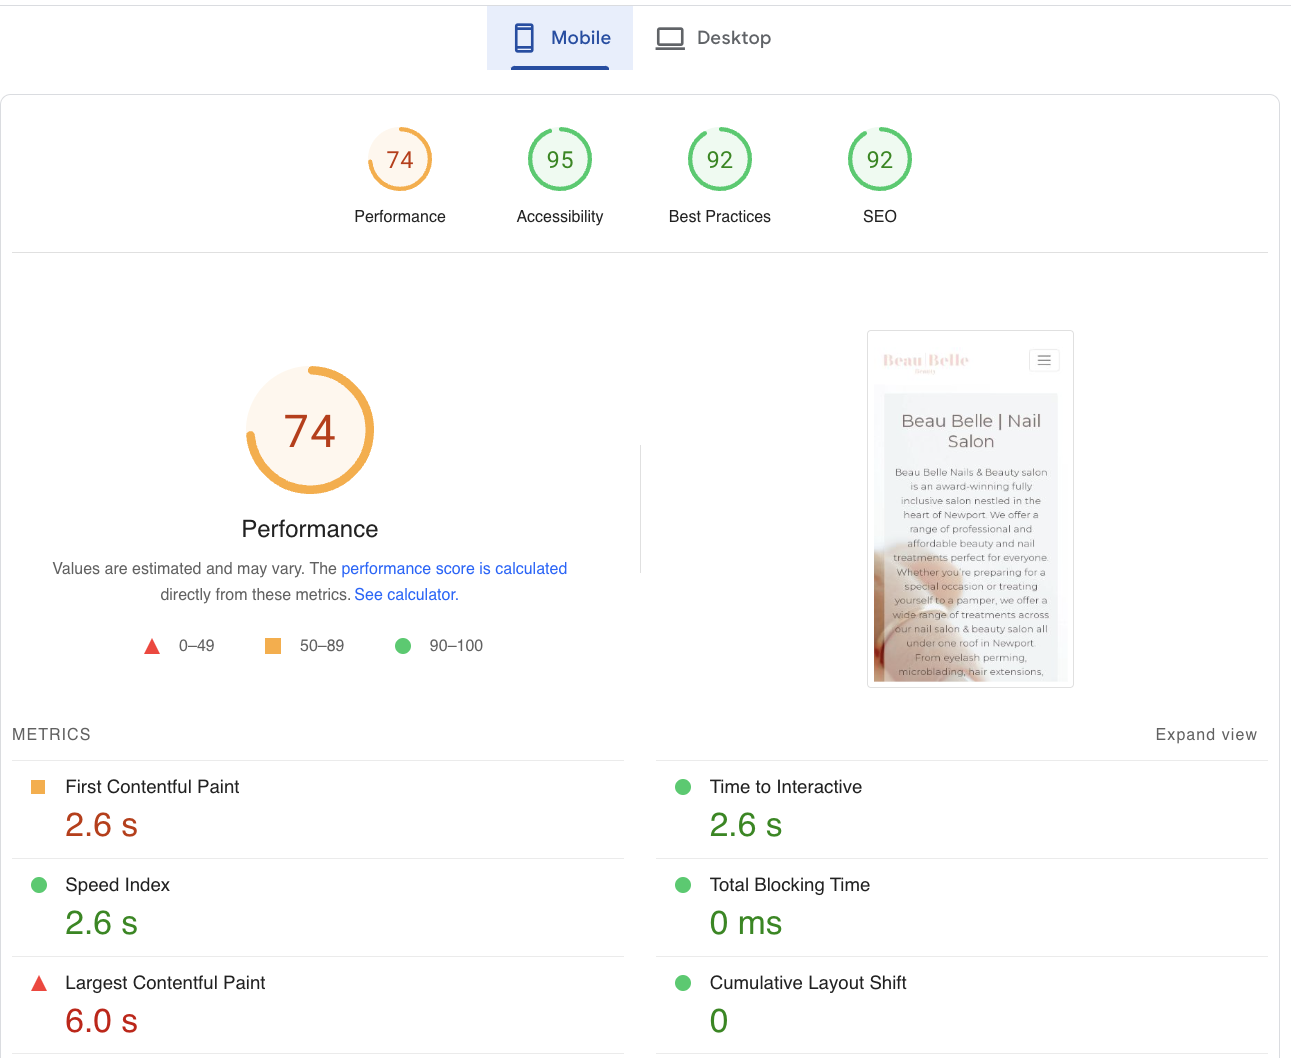 Mobile
Desktop
74
95
92
92
Performance
Accessibility
Best Practices
SEO
74
Performance
Values are estimated and may vary. The performance score is calculated
directly from these metrics. See calculator.
0–49
50–89
90–100
Beau Belle
Beauty
Beau Belle | Nail
Salon
Beau Belle Nails & Beauty salon
is an award-winning fully
inclusive salon nestled in the
heart of Newport. We offer a
range of professional and
affordable beauty and nail
treatments perfect for everyone.
Whether you're preparing for a
special occasion or treating
yourself to a pamper, we offer a
wide range of treatments across
our nail salon & beauty salon all
under one roof in Newport.
From eyelash perming,
microblading, hair extensions,
METRICS
Expand view
First Contentful Paint
2.6 s
Time to Interactive
2.6 s
Speed Index
2.6 s
Total Blocking Time
0 ms
Largest Contentful Paint
6.0 s
Cumulative Layout Shift
0